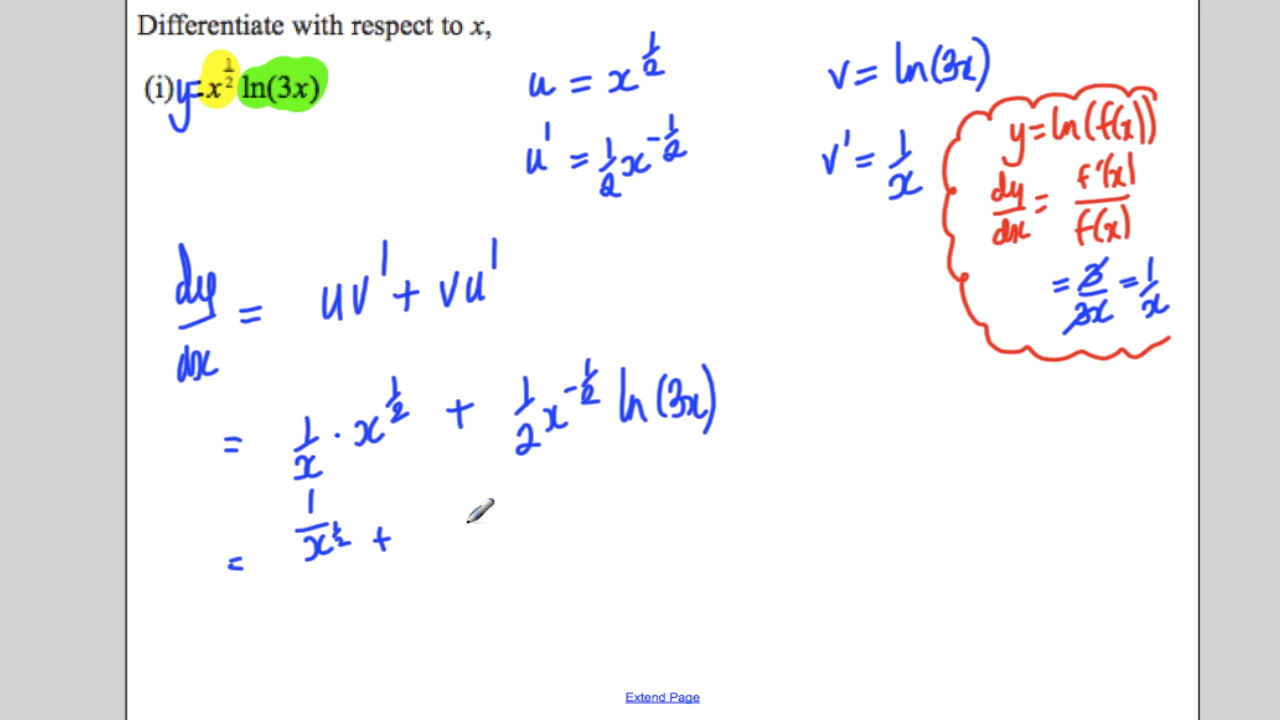 Differentiate with respect to x,
(i) y = x^{1/2} ln(3x)
u = x^{1/2}
v = ln(3x)
u' = 1/2 x^{-1/2}
v' = 1/x
y = ln(f(x))
dy/dx = f'(x)/f(x)
= 3/3x = 1/x
dy/dx = uv' + vu'
= 1/x · x^{1/2} + 1/2 x^{-1/2} ln(3x)
= 1/x^{1/2} +
Extend Page